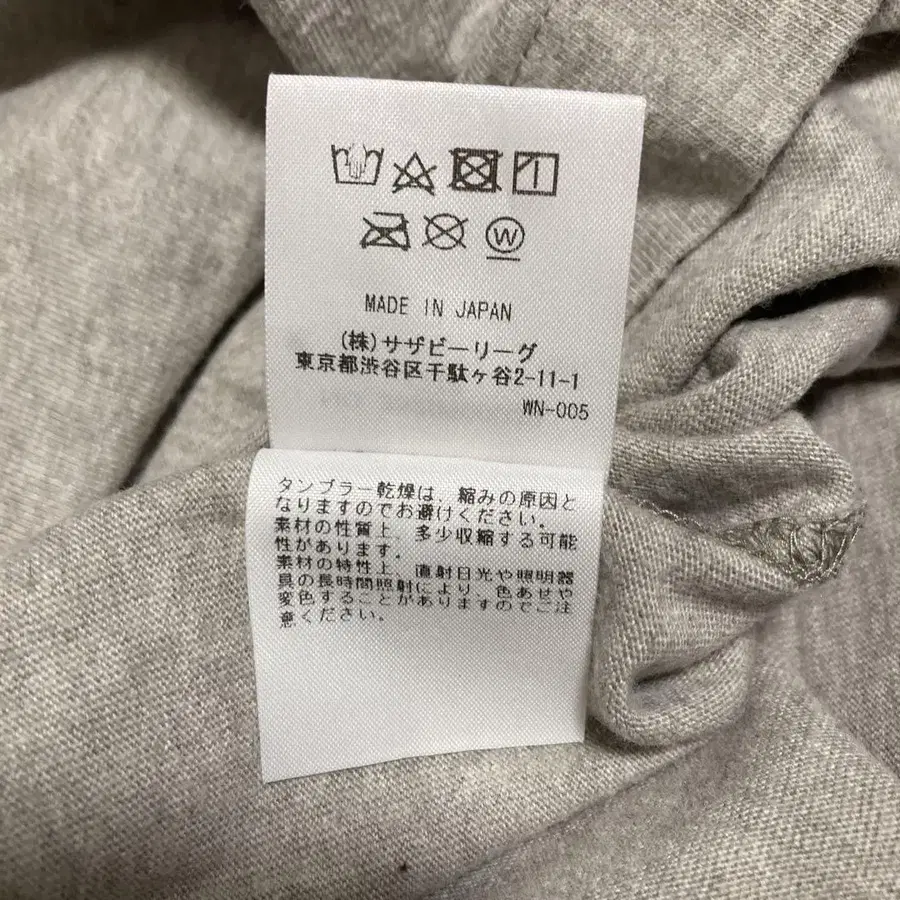 W
MADE IN JAPAN
(株)サザビーリーグ
東京都渋谷区千駄ヶ谷2-11-1
WN-005
タンブラー乾燥は、縮みの原因と
なりますのでお避けください。
素材の性質上、多少収縮する可能
性があります。
素材の特性上、直射日光や照明器
具の長時間照射により、色あせや
変色することがありますのでご注
意ください。